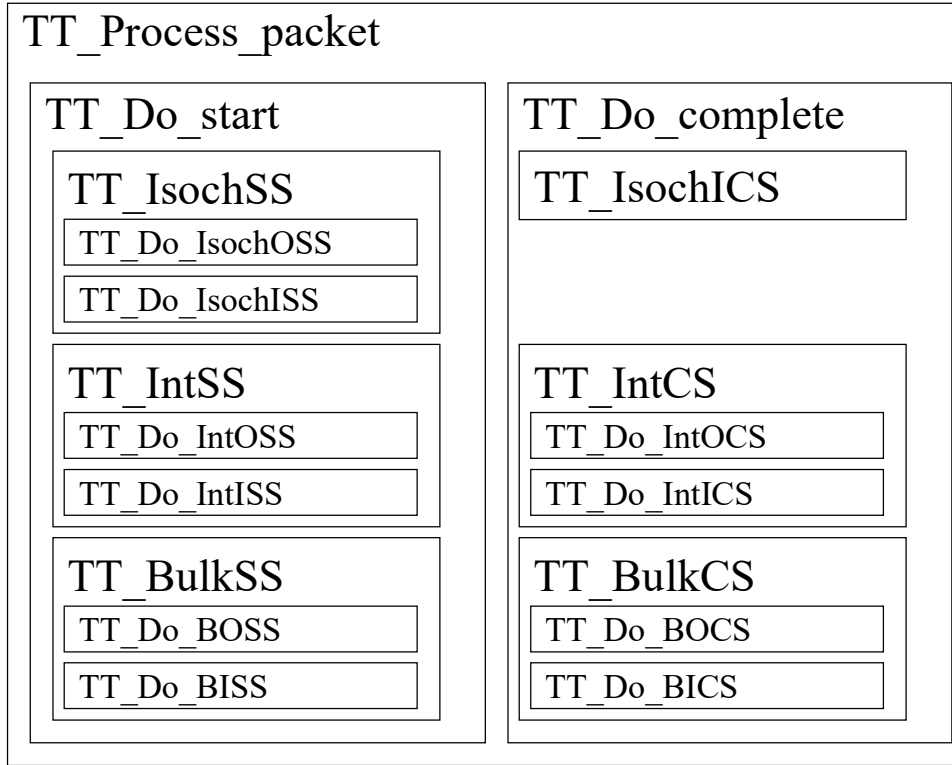 TT_Process_packet
TT_Do_start
TT_IsochSS
TT_Do_IsochOSS
TT_Do_IsochISS
TT_IntSS
TT_Do_IntOSS
TT_Do_IntISS
TT_BulkSS
TT_Do_BOSS
TT_Do_BISS
TT_Do_complete
TT_IsochICS
TT_IntCS
TT_Do_IntOCS
TT_Do_IntICS
TT_BulkCS
TT_Do_BOCS
TT_Do_BICS